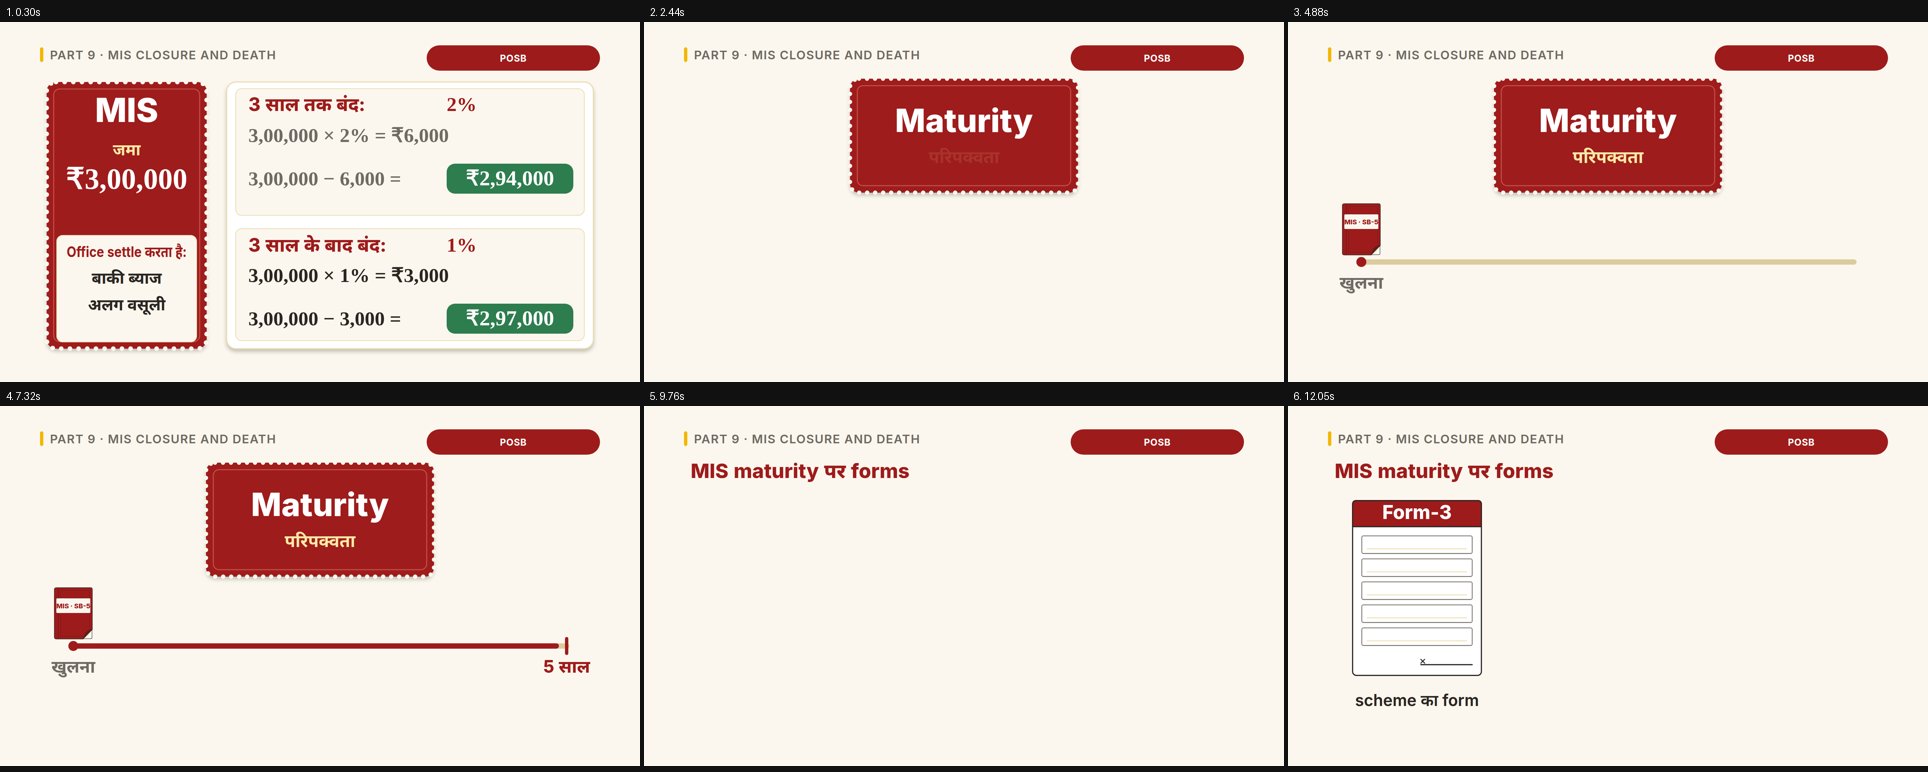 1. 0.30s
PART 9 · MIS CLOSURE AND DEATH
POSB
MIS
जमा
₹3,00,000
Office settle करता है:
बाकी ब्याज
अलग वसूली
3 साल तक बंद: 2%
3,00,000 × 2% = ₹6,000
3,00,000 − 6,000 = ₹2,94,000
3 साल के बाद बंद: 1%
3,00,000 × 1% = ₹3,000
3,00,000 − 3,000 = ₹2,97,000
2. 2.44s
PART 9 · MIS CLOSURE AND DEATH
POSB
Maturity
परिपक्वता
3. 4.88s
PART 9 · MIS CLOSURE AND DEATH
POSB
Maturity
परिपक्वता
MIS · SB-5
खुलना
4. 7.32s
PART 9 · MIS CLOSURE AND DEATH
POSB
Maturity
परिपक्वता
MIS · SB-5
खुलना
5 साल
5. 9.76s
PART 9 · MIS CLOSURE AND DEATH
POSB
MIS maturity पर forms
6. 12.05s
PART 9 · MIS CLOSURE AND DEATH
POSB
MIS maturity पर forms
Form-3
×
scheme का form